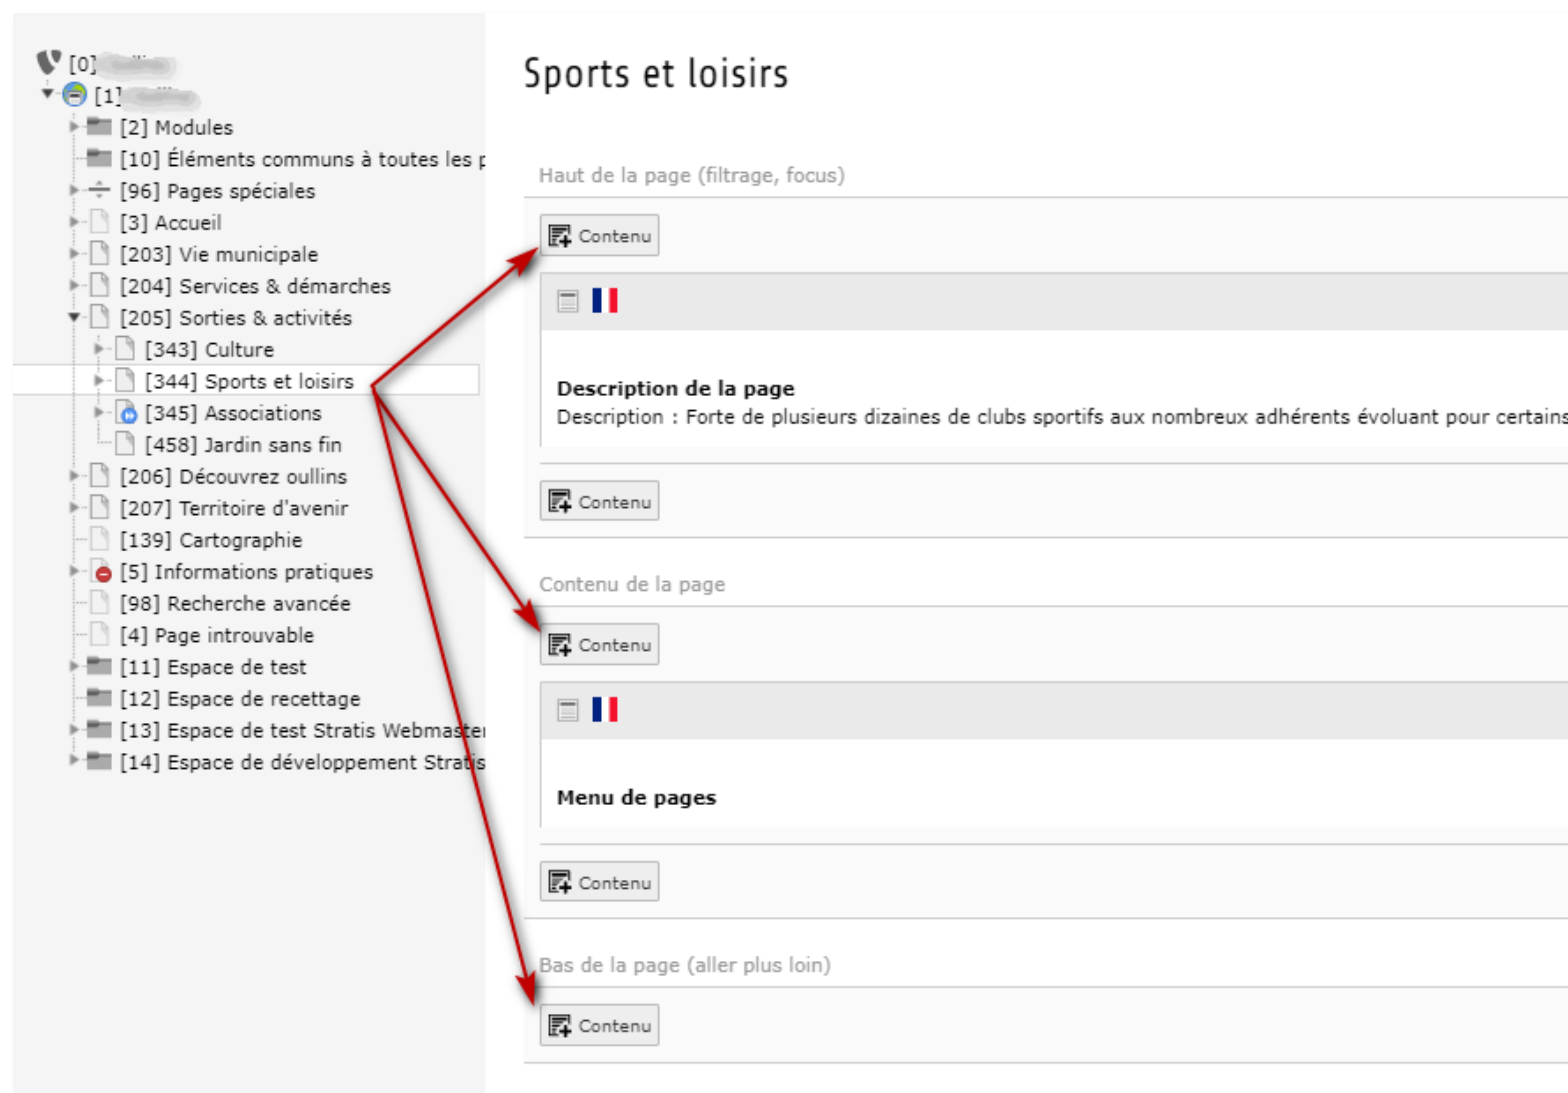 [0]
[1]
[2] Modules
[10] Éléments communs à toutes les p
[96] Pages spéciales
[3] Accueil
[203] Vie municipale
[204] Services & démarches
[205] Sorties & activités
[343] Culture
[344] Sports et loisirs
[345] Associations
[458] Jardin sans fin
[206] Découvrez oullins
[207] Territoire d'avenir
[139] Cartographie
[5] Informations pratiques
[98] Recherche avancée
[4] Page introuvable
[11] Espace de test
[12] Espace de recettage
[13] Espace de test Stratis Webmaster
[14] Espace de développement Stratis
Sports et loisirs
Haut de la page (filtrage, focus)
Contenu
Description de la page
Description : Forte de plusieurs dizaines de clubs sportifs aux nombreux adhérents évoluant pour certains
Contenu
Contenu de la page
Contenu
Menu de pages
Contenu
Bas de la page (aller plus loin)
Contenu